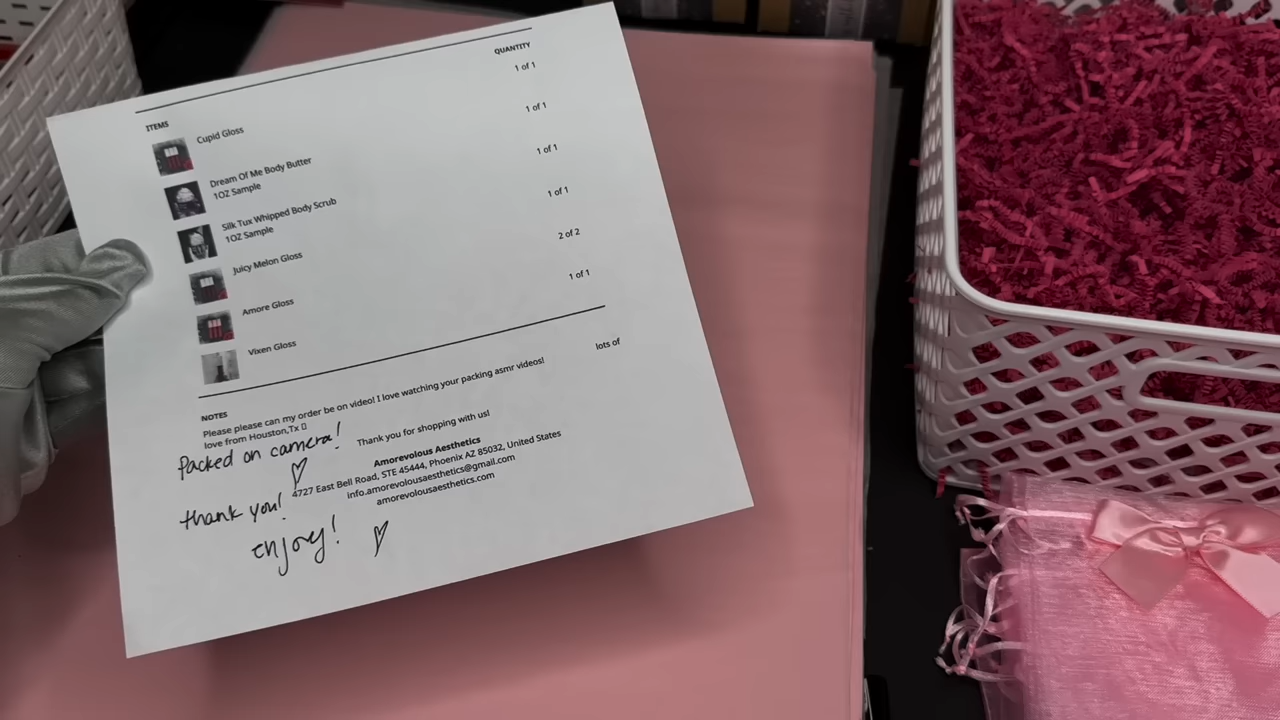 QUANTITY
1 of 1
ITEMS
Cupid Gloss
1 of 1
Dream Of Me Body Butter
1OZ Sample
1 of 1
Silk Tux Whipped Body Scrub
1OZ Sample
1 of 1
Juicy Melon Gloss
2 of 2
Amore Gloss
1 of 1
Vixen Gloss
NOTES
Please please can my order be on video! I love watching your packing asmr videos! lots of
love from Houston,Tx
Packed on camera!
Thank you for shopping with us!
Amorevolous Aesthetics
4727 East Bell Road, STE 45444, Phoenix AZ 85032, United States
info.amorevolousaesthetics@gmail.com
amorevolousaesthetics.com
thank you!
enjoy!